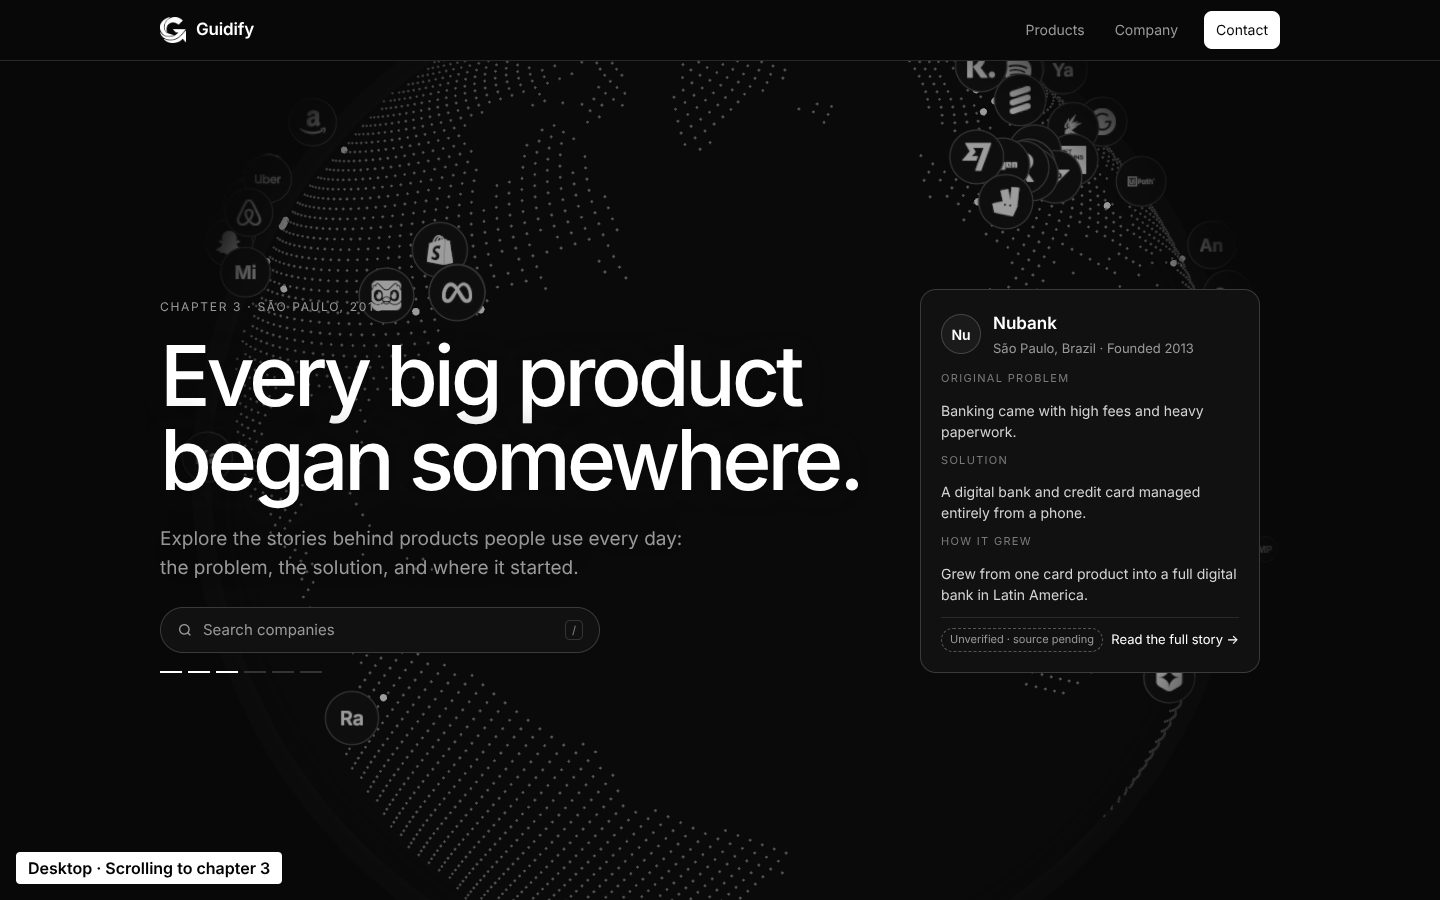 Guidify
Products
Company
Contact
K.
Ya
a
Uber
Path
An
Mi
CHAPTER 3 · SÃO PAULO, 201
Every big product
began somewhere.
Explore the stories behind products people use every day:
the problem, the solution, and where it started.
Search companies
/
Nu
Nubank
São Paulo, Brazil · Founded 2013
ORIGINAL PROBLEM
Banking came with high fees and heavy
paperwork.
SOLUTION
A digital bank and credit card managed
entirely from a phone.
HOW IT GREW
Grew from one card product into a full digital
bank in Latin America.
Unverified · source pending
Read the full story →
Ra
Desktop · Scrolling to chapter 3